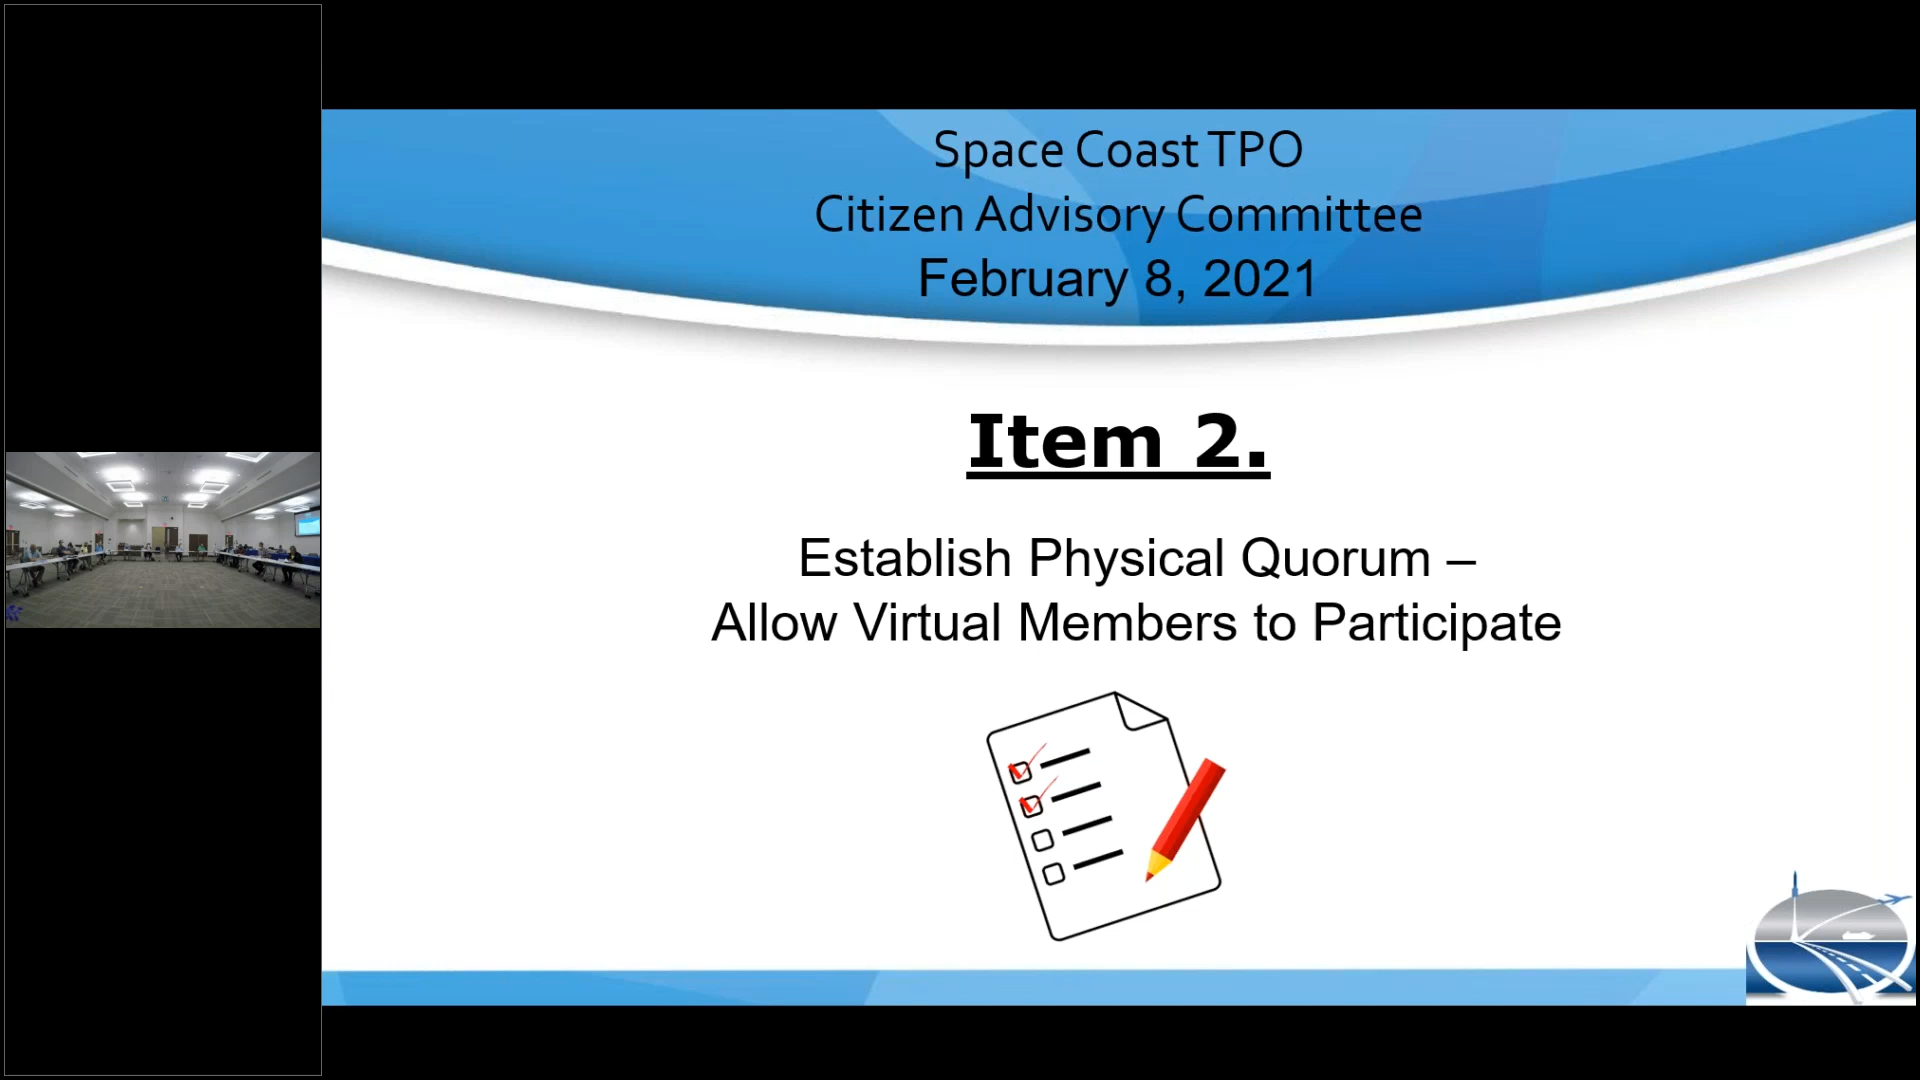 Space Coast TPO
Citizen Advisory Committee
February 8, 2021
Item 2.
Establish Physical Quorum –
Allow Virtual Members to Participate